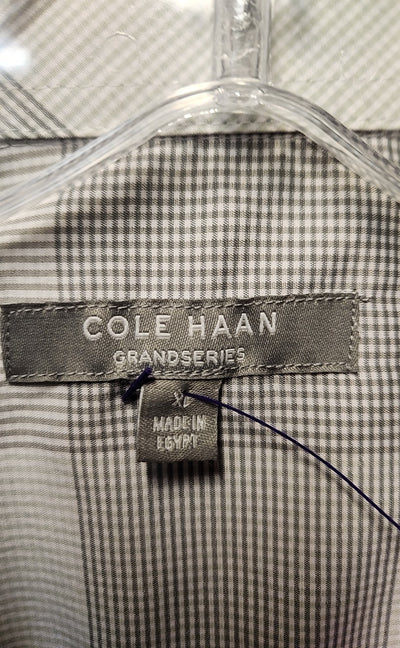 COLE HAAN
GRANDSERIES
XL
MADE IN
EGYPT